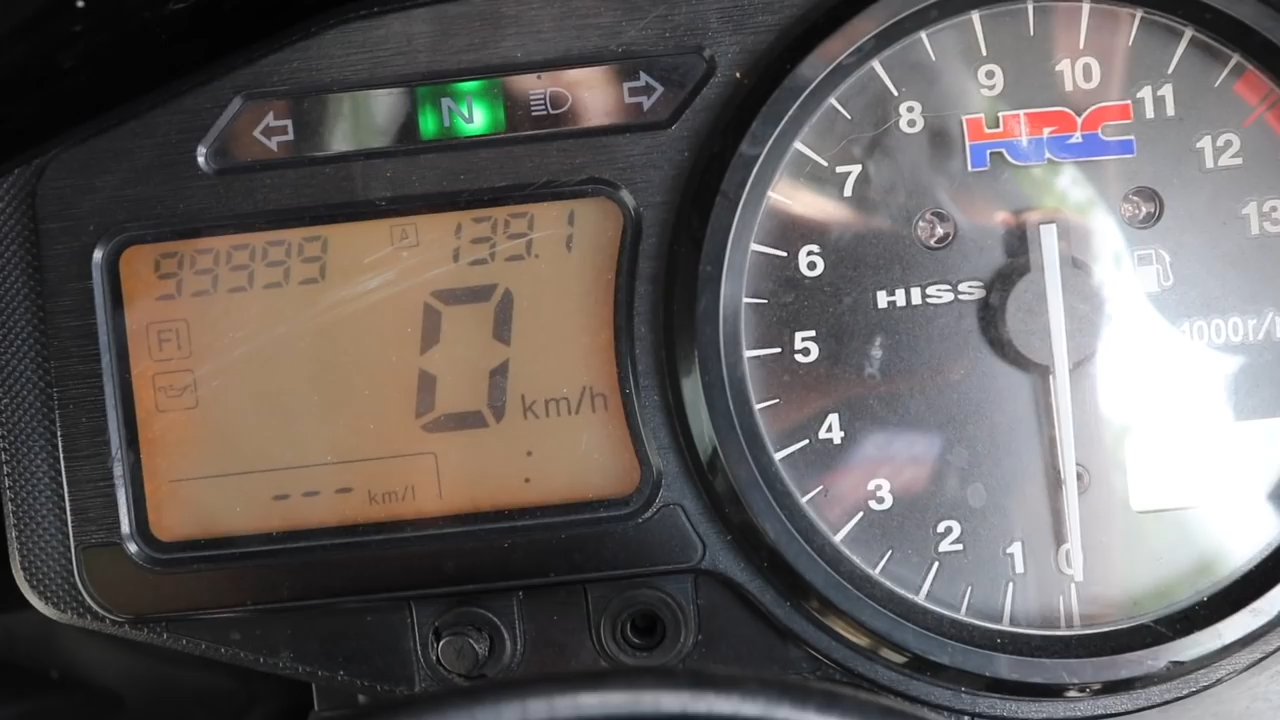 N
99999 A 139.1
FI
0 km/h
--- km/l
:
9 10
8 11
HRC
7 12
13
6
HISS
5 1000r/
4
3
2
1 0